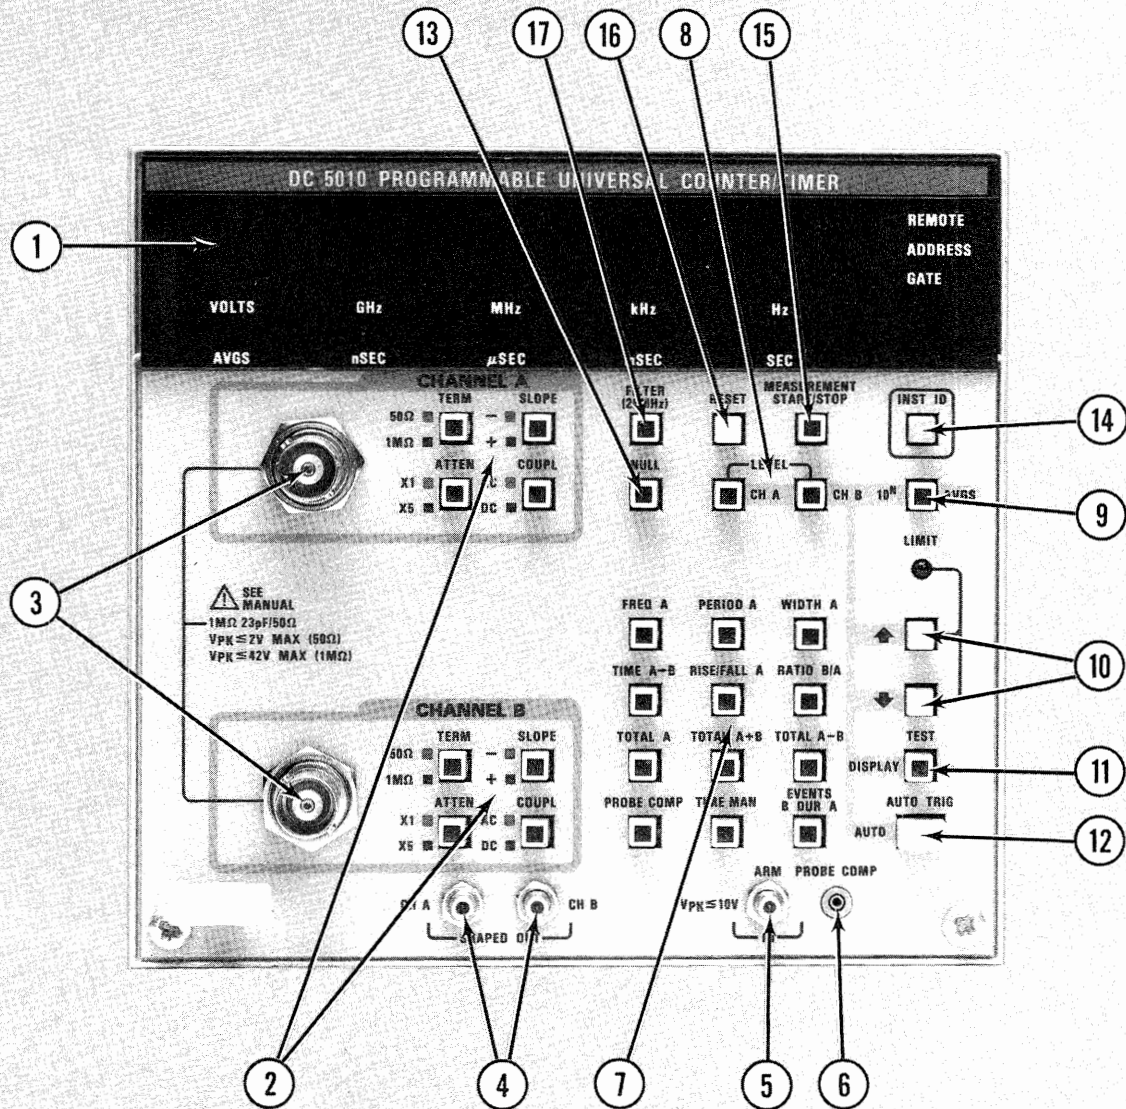 13 17 16 8 15
DC 5010 PROGRAMMABLE UNIVERSAL COUNTER/TIMER
REMOTE
1
ADDRESS
GATE
VOLTS GHz MHz kHz Hz
AVGS nSEC μSEC SEC
CHANNEL A
TERM SLOPE
50Ω − 
1MΩ +
ATTEN COUPL
X1
X5 DC
RESET
MEASUREMENT
START/STOP
INST ID
14
NULL
LEVEL
CH A CH B
10ᴺ AVGS
9
LIMIT
3
SEE
MANUAL
1MΩ 23pF/50Ω
VPK≤2V MAX (50Ω)
VPK≤42V MAX (1MΩ)
FREQ A PERIOD A WIDTH A
10
TIME A→B RISE/FALL A RATIO B/A
TOTAL A TOTAL A+B TOTAL A−B
TEST
DISPLAY
11
PROBE COMP TIME MAN EVENTS
B DUR A
AUTO TRIG
AUTO
12
CHANNEL B
TERM SLOPE
50Ω −
1MΩ +
ATTEN COUPL
X1 AC
X5 DC
CH A CH B
SHAPED OUT
VPK≤10V
ARM PROBE COMP
2 4 7 5 6